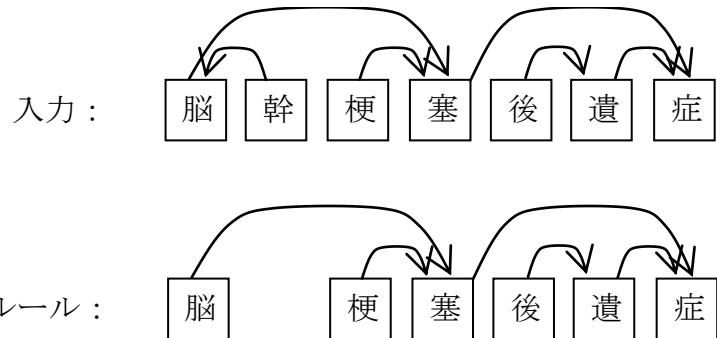 入力： 脳 幹 梗 塞 後 遺 症
ルール： 脳 梗 塞 後 遺 症